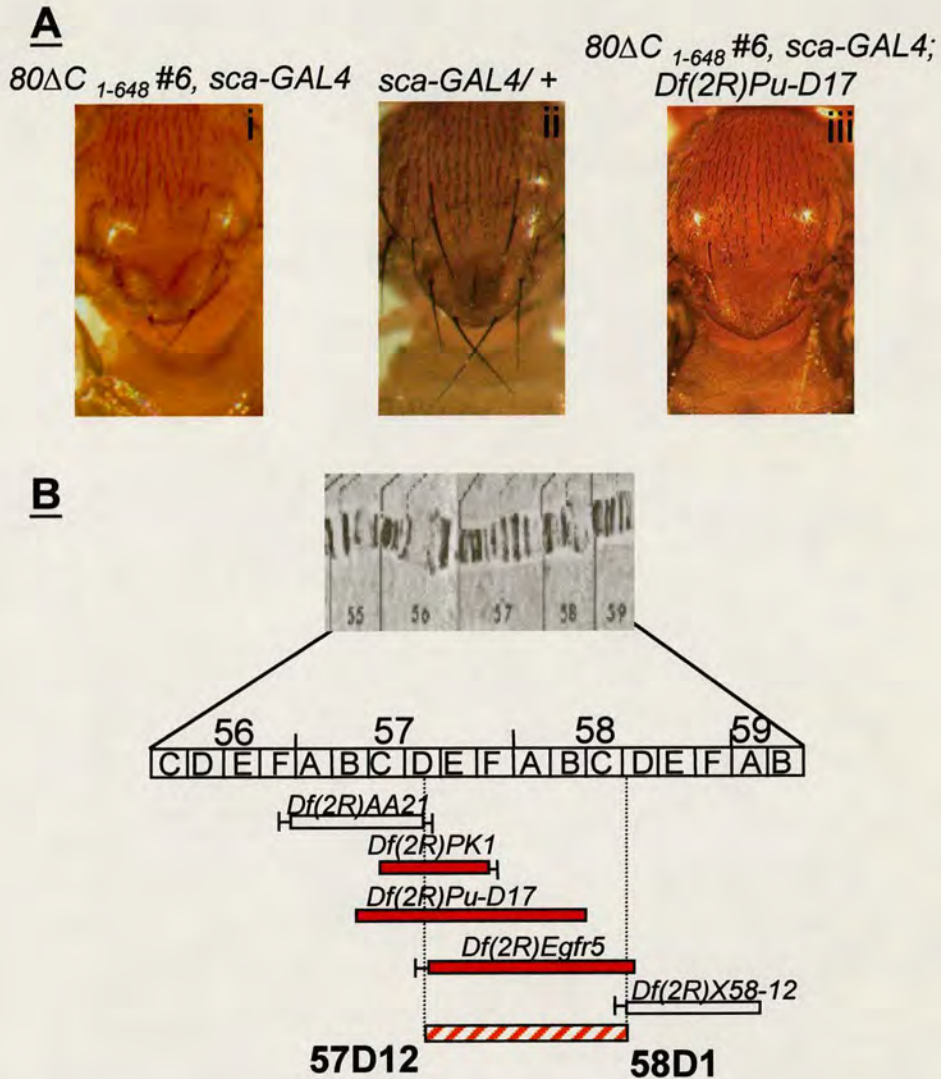 A
80ΔC 1-648 #6, sca-GAL4
sca-GAL4/ +
80ΔC 1-648 #6, sca-GAL4;
Df(2R)Pu-D17
i
ii
iii
B
55 56 57 58 59
56 57 58 59
C D E F A B C D E F A B C D E F A B
Df(2R)AA21
Df(2R)PK1
Df(2R)Pu-D17
Df(2R)Egfr5
Df(2R)X58-12
57D12
58D1